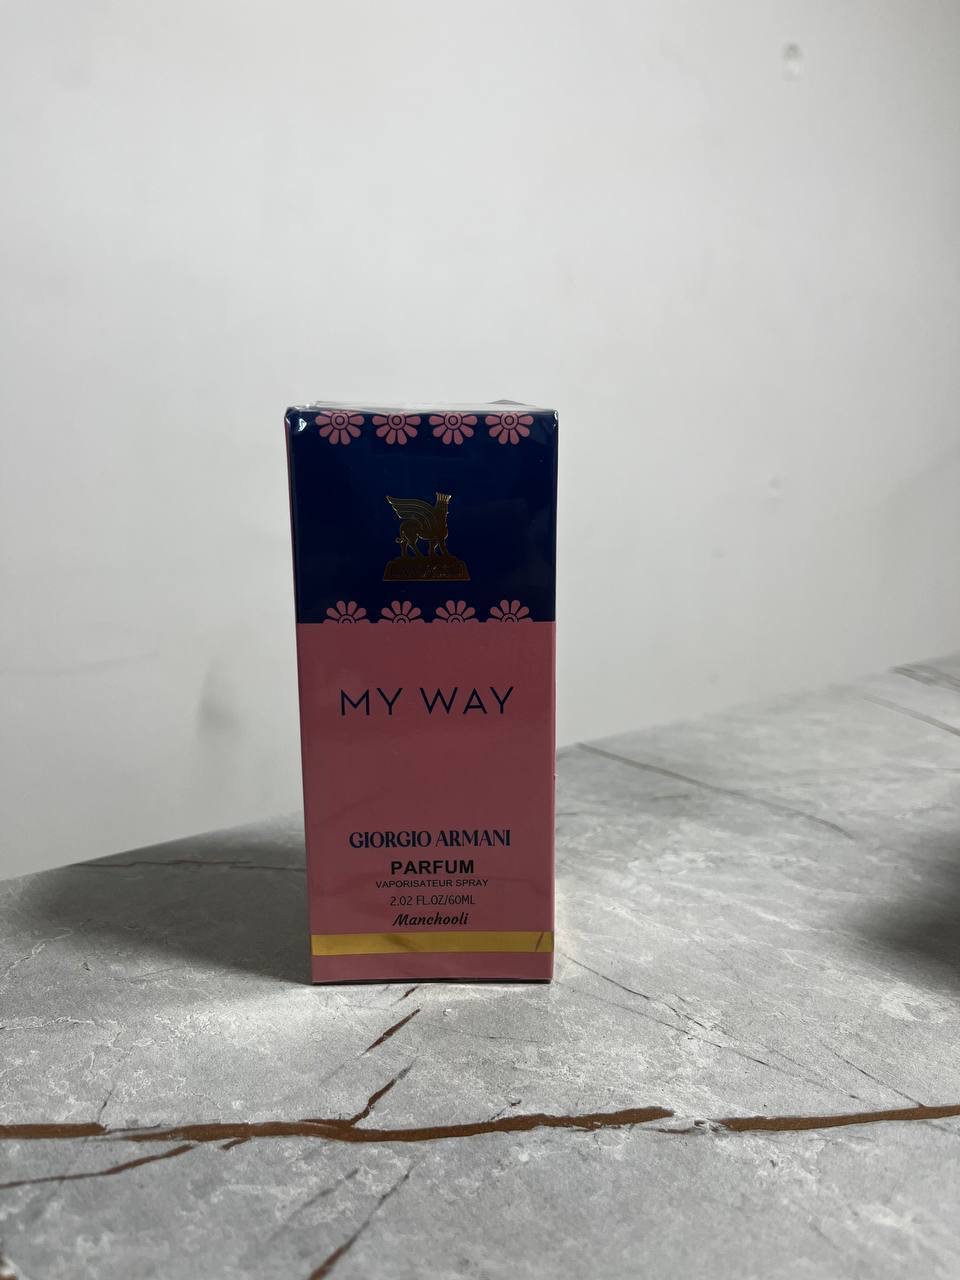 MY WAY
GIORGIO ARMANI
PARFUM
VAPORISATEUR SPRAY
2.02 FL.OZ/60ML
Manchooli